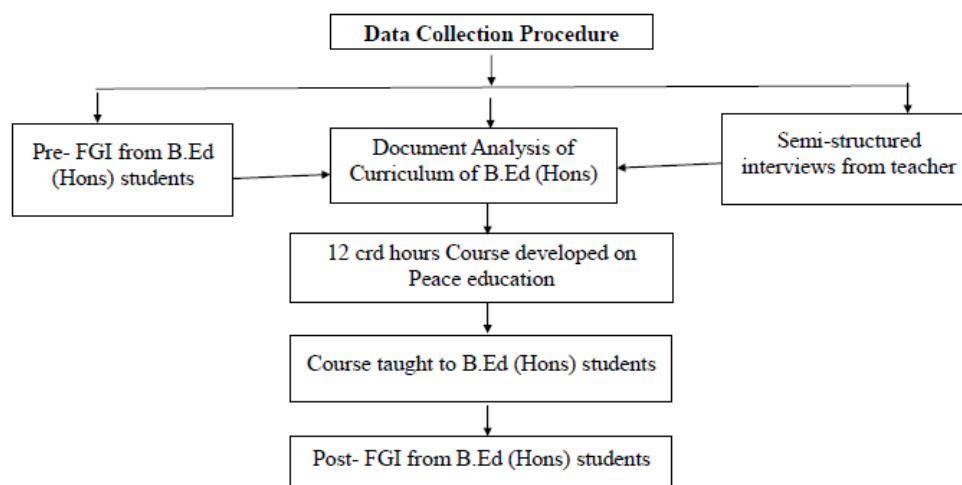 Data Collection Procedure
Pre- FGI from B.Ed
(Hons) students
Document Analysis of
Curriculum of B.Ed (Hons)
Semi-structured
interviews from teacher
12 crd hours Course developed on
Peace education
Course taught to B.Ed (Hons) students
Post- FGI from B.Ed (Hons) students